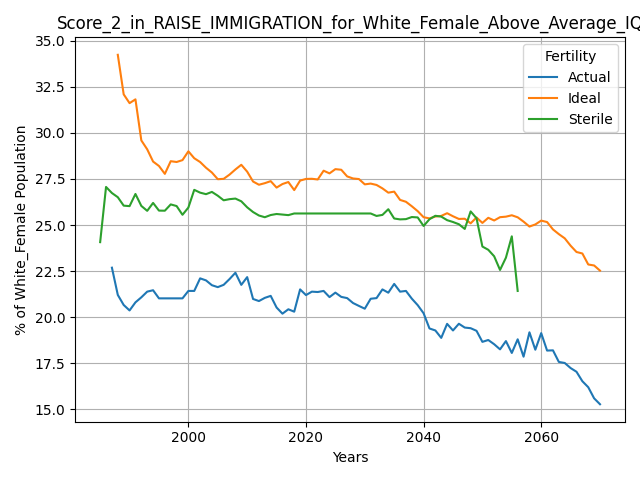 Score_2_in_RAISE_IMMIGRATION_for_White_Female_Above_Average_IQ
35.0
32.5
30.0
27.5
25.0
22.5
20.0
17.5
15.0
% of White_Female Population
Fertility
Actual
Ideal
Sterile
2000
2020
2040
2060
Years